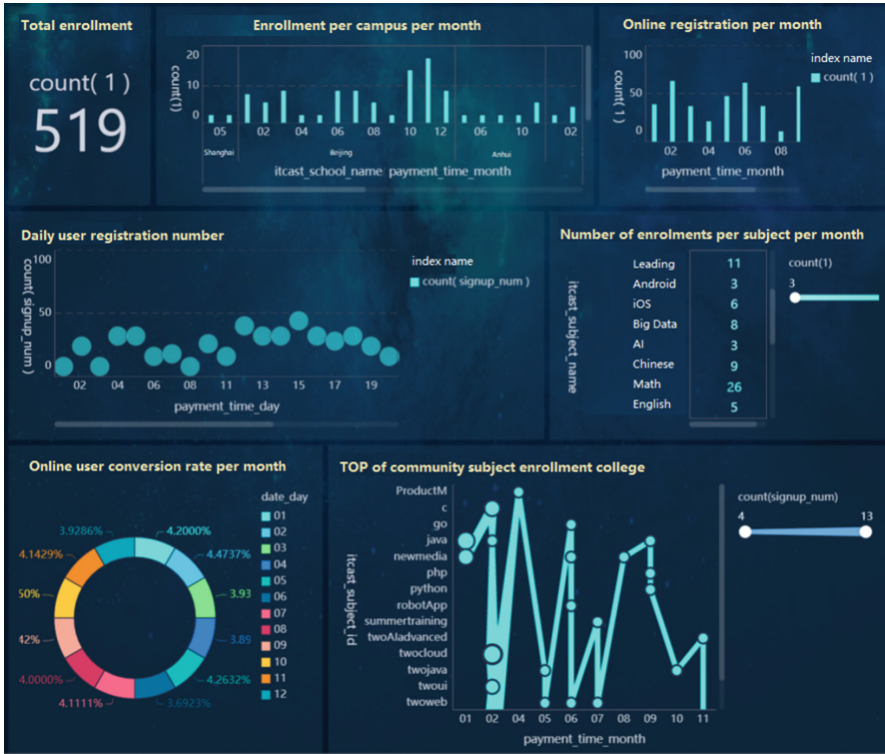 Total enrollment
count( 1 )
519
Enrollment per campus per month
count(1)
20
10
0
05 02 04 06 08 10 12 06 10 02
Shanghai Beijing Anhui
itcast_school_name payment_time_month
Online registration per month
count( 1 )
100
50
0
02 04 06 08
payment_time_month
index name
count( 1 )
Daily user registration number
count( signup_num )
100
50
0
02 04 06 08 11 13 15 17 19
payment_time_day
index name
count( signup_num )
Number of enrolments per subject per month
itcast_subject_name
Leading 11
Android 3
iOS 6
Big Data 8
AI 3
Chinese 9
Math 26
English 5
count(1)
3
Online user conversion rate per month
date_day
01
02
03
04
05
06
07
08
09
10
11
12
3.9286% 4.2000%
4.1429% 4.4737%
50% 3.93
42% 3.89
4.0000% 4.2632%
4.1111% 3.6923%
TOP of community subject enrollment college
itcast_subject_id
ProductM
c
go
java
newmedia
php
python
robotApp
summertraining
twoAIadvanced
twocloud
twojava
twoui
twoweb
01 02 04 05 06 07 08 09 10 11
payment_time_month
count(signup_num)
4 13